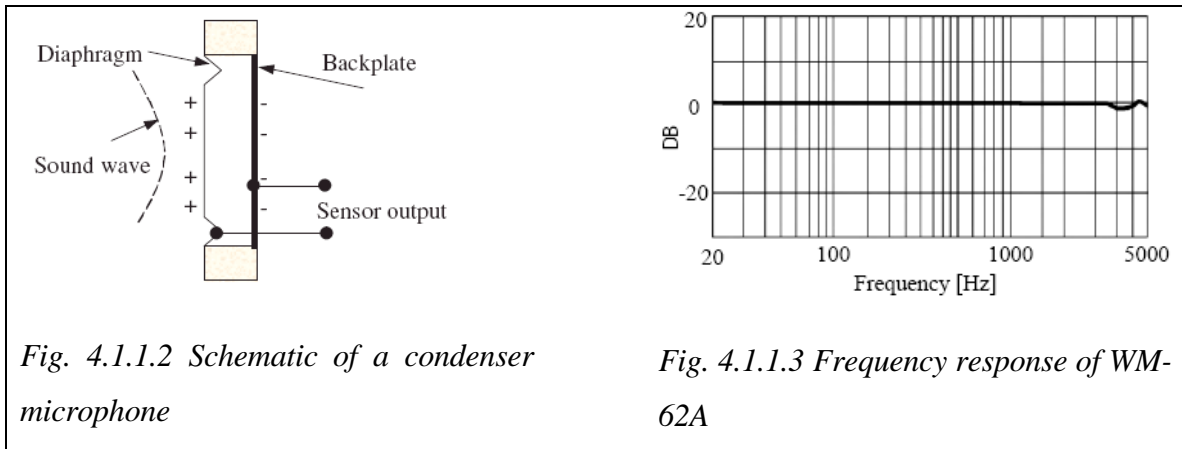 Diaphragm
Backplate
+ -
+ -
Sound wave
+ -
+ -
Sensor output
Fig. 4.1.1.2 Schematic of a condenser
microphone
20
0
DB
-20
20 100 1000 5000
Frequency [Hz]
Fig. 4.1.1.3 Frequency response of WM-
62A